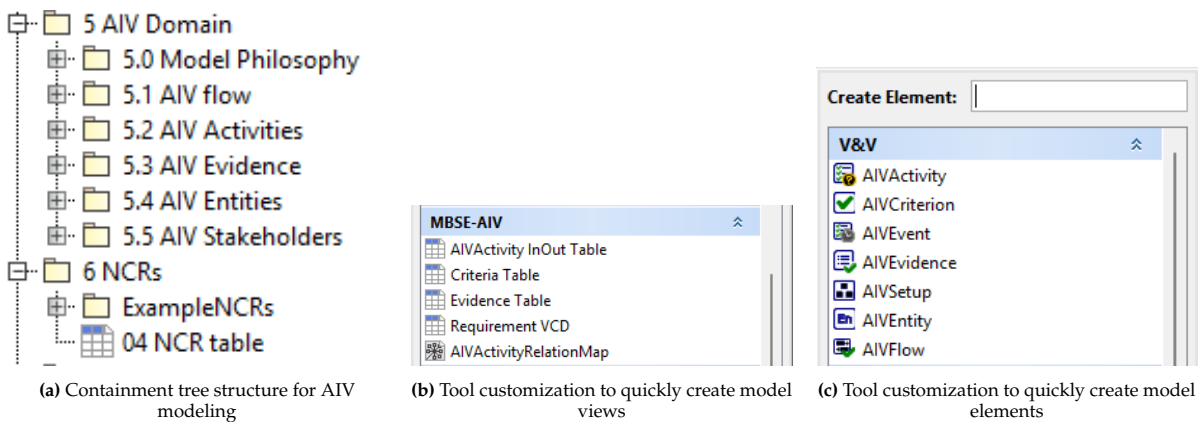 5 AIV Domain
5.0 Model Philosophy
5.1 AIV flow
5.2 AIV Activities
5.3 AIV Evidence
5.4 AIV Entities
5.5 AIV Stakeholders
6 NCRs
ExampleNCRs
04 NCR table
(a) Containment tree structure for AIV
modeling
MBSE-AIV
AIVActivity InOut Table
Criteria Table
Evidence Table
Requirement VCD
AIVActivityRelationMap
(b) Tool customization to quickly create model
views
Create Element:
V&V
AIVActivity
AIVCriterion
AIVEvent
AIVEvidence
AIVSetup
En AIVEntity
AIVFlow
(c) Tool customization to quickly create model
elements